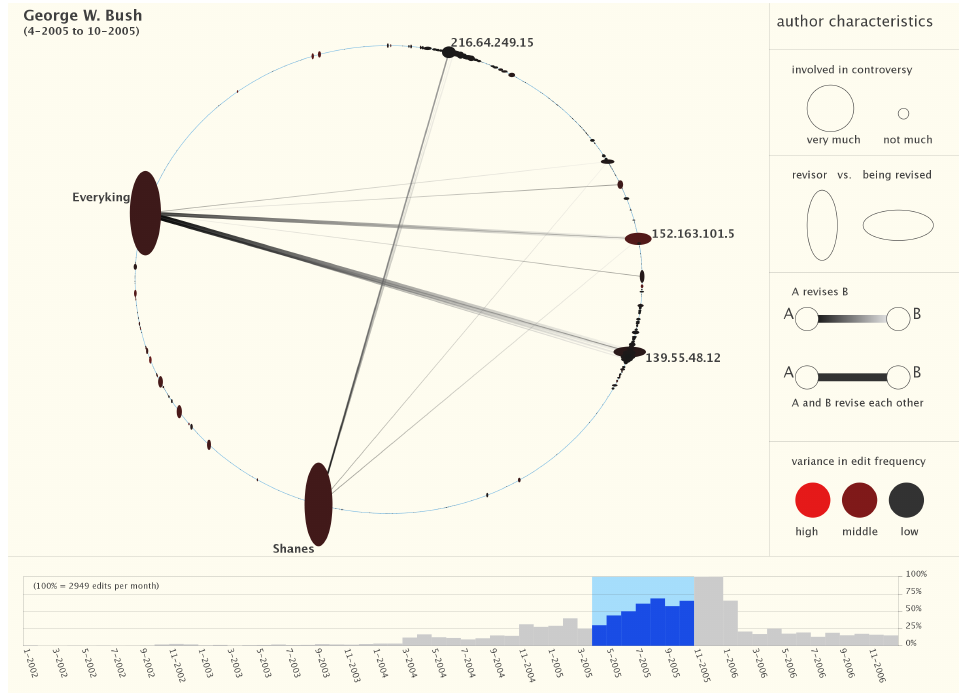 George W. Bush
(4-2005 to 10-2005)
216.64.249.15
Everyking
152.163.101.5
139.55.48.12
Shanes
author characteristics
involved in controversy
very much not much
revisor vs. being revised
A revises B
A B
A B
A and B revise each other
variance in edit frequency
high middle low
(100% = 2949 edits per month)
100%
75%
50%
25%
0%
1-2002 3-2002 5-2002 7-2002 9-2002 11-2002 1-2003 3-2003 5-2003 7-2003 9-2003 11-2003 1-2004 3-2004 5-2004 7-2004 9-2004 11-2004 1-2005 3-2005 5-2005 7-2005 9-2005 11-2005 1-2006 3-2006 5-2006 7-2006 9-2006 11-2006